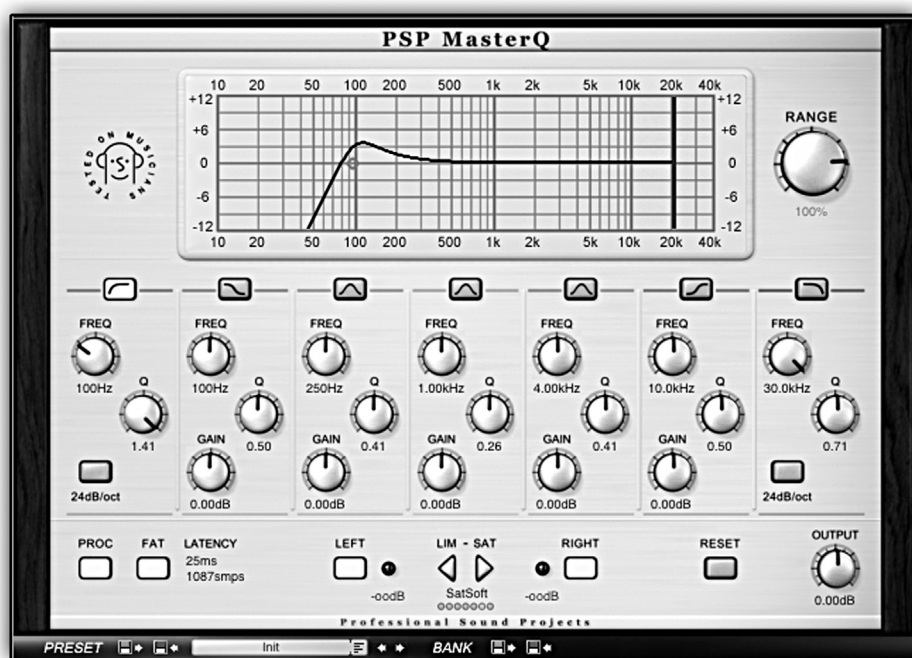 PSP MasterQ
10 20 50 100 200 500 1k 2k 5k 10k 20k 40k
+12 +12
+6 +6
0 0
-6 -6
-12 -12
10 20 50 100 200 500 1k 2k 5k 10k 20k 40k
TESTED ON MUSICIANS
RANGE
100%
FREQ FREQ FREQ FREQ FREQ FREQ FREQ
100Hz 100Hz 250Hz 1.00kHz 4.00kHz 10.0kHz 30.0kHz
Q Q Q Q Q Q Q
1.41 0.50 0.41 0.26 0.41 0.50 0.71
GAIN GAIN GAIN GAIN GAIN
24dB/oct 0.00dB 0.00dB 0.00dB 0.00dB 0.00dB 24dB/oct
PROC FAT LATENCY LEFT LIM - SAT RIGHT RESET OUTPUT
25ms
1087smps
-oodB SatSoft -oodB 0.00dB
Professional Sound Projects
PRESET Init BANK